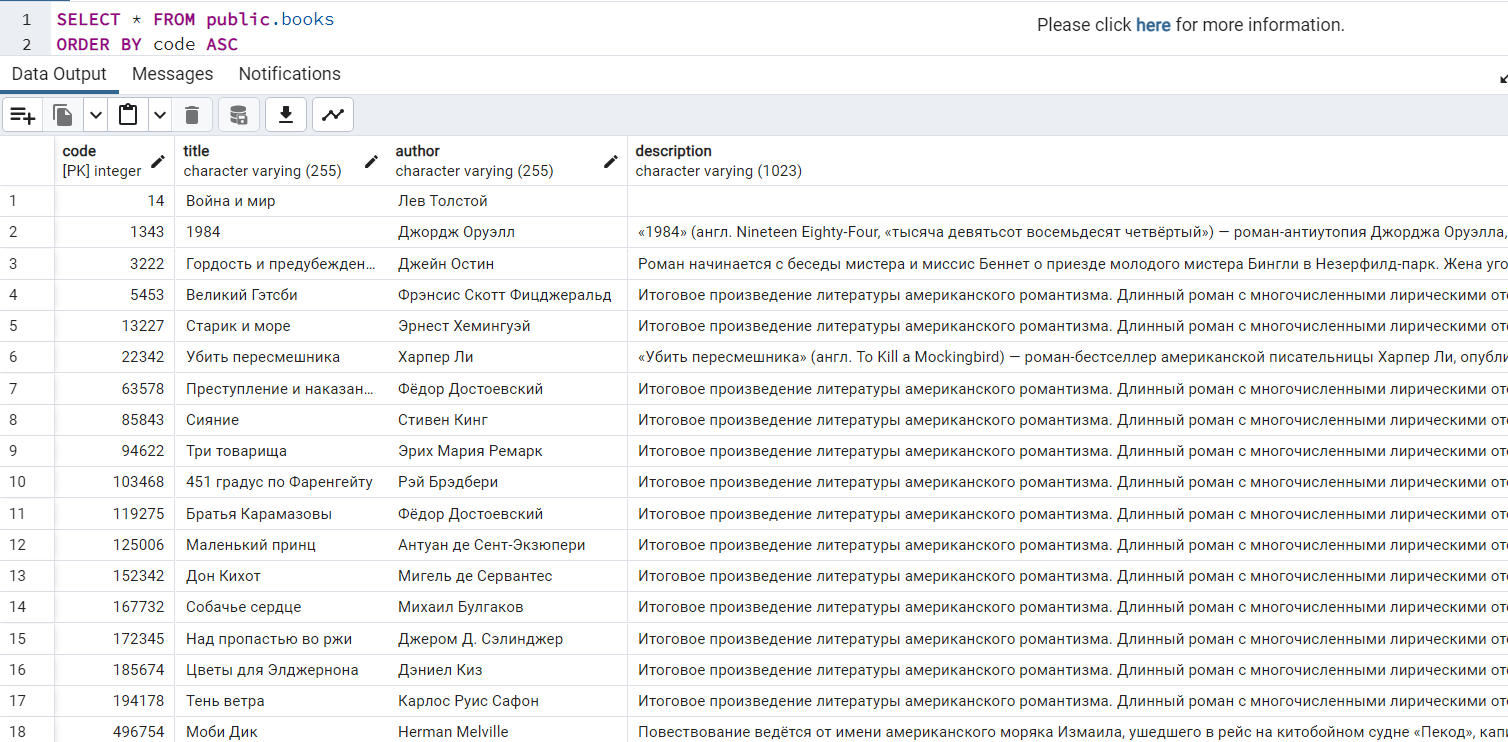 1 SELECT * FROM public.books
Please click here for more information.
2 ORDER BY code ASC
Data Output Messages Notifications
code title author description
[PK] integer character varying (255) character varying (255) character varying (1023)
1 14 Война и мир Лев Толстой
2 1343 1984 Джордж Оруэлл «1984» (англ. Nineteen Eighty-Four, «тысяча девятьсот восемьдесят четвёртый») — роман-антиутопия Джорджа Оруэлла,
3 3222 Гордость и предубежден... Джейн Остин Роман начинается с беседы мистера и миссис Беннет о приезде молодого мистера Бингли в Незерфилд-парк. Жена уго
4 5453 Великий Гэтсби Фрэнсис Скотт Фицджеральд Итоговое произведение литературы американского романтизма. Длинный роман с многочисленными лирическими от
5 13227 Старик и море Эрнест Хемингуэй Итоговое произведение литературы американского романтизма. Длинный роман с многочисленными лирическими от
6 22342 Убить пересмешника Харпер Ли «Убить пересмешника» (англ. To Kill a Mockingbird) — роман-бестселлер американской писательницы Харпер Ли, опубли
7 63578 Преступление и наказан... Фёдор Достоевский Итоговое произведение литературы американского романтизма. Длинный роман с многочисленными лирическими от
8 85843 Сияние Стивен Кинг Итоговое произведение литературы американского романтизма. Длинный роман с многочисленными лирическими от
9 94622 Три товарища Эрих Мария Ремарк Итоговое произведение литературы американского романтизма. Длинный роман с многочисленными лирическими от
10 103468 451 градус по Фаренгейту Рэй Брэдбери Итоговое произведение литературы американского романтизма. Длинный роман с многочисленными лирическими от
11 119275 Братья Карамазовы Фёдор Достоевский Итоговое произведение литературы американского романтизма. Длинный роман с многочисленными лирическими от
12 125006 Маленький принц Антуан де Сент-Экзюпери Итоговое произведение литературы американского романтизма. Длинный роман с многочисленными лирическими от
13 152342 Дон Кихот Мигель де Сервантес Итоговое произведение литературы американского романтизма. Длинный роман с многочисленными лирическими от
14 167732 Собачье сердце Михаил Булгаков Итоговое произведение литературы американского романтизма. Длинный роман с многочисленными лирическими от
15 172345 Над пропастью во ржи Джером Д. Сэлинджер Итоговое произведение литературы американского романтизма. Длинный роман с многочисленными лирическими от
16 185674 Цветы для Элджернона Дэниел Киз Итоговое произведение литературы американского романтизма. Длинный роман с многочисленными лирическими от
17 194178 Тень ветра Карлос Руис Сафон Итоговое произведение литературы американского романтизма. Длинный роман с многочисленными лирическими от
18 496754 Моби Дик Herman Melville Повествование ведётся от имени американского моряка Измаила, ушедшего в рейс на китобойном судне «Пекод», кап